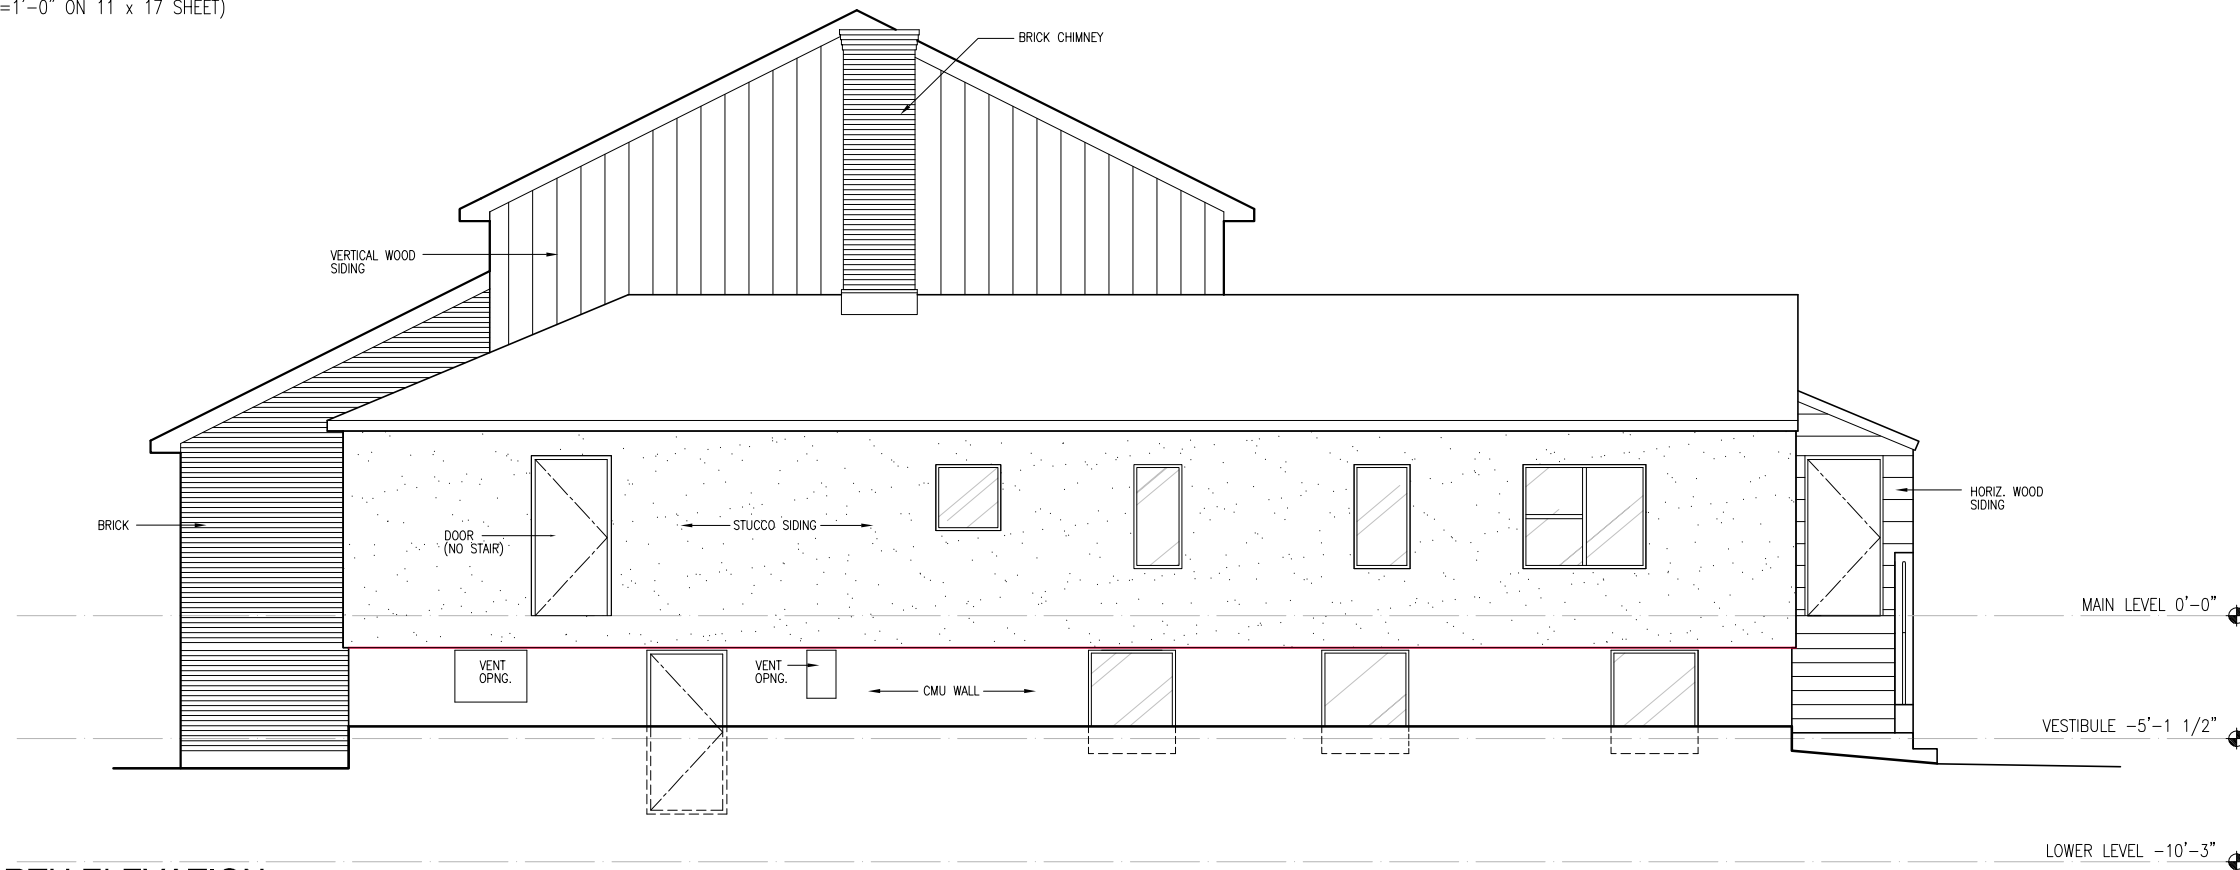 =1'-0" ON 11 x 17 SHEET)
BRICK CHIMNEY
VERTICAL WOOD
SIDING
HORIZ. WOOD
SIDING
BRICK
DOOR
(NO STAIR)
STUCCO SIDING
MAIN LEVEL 0'-0"
VENT
OPNG.
VENT
OPNG.
CMU WALL
VESTIBULE -5'-1 1/2"
LOWER LEVEL -10'-3"
ELEVATION